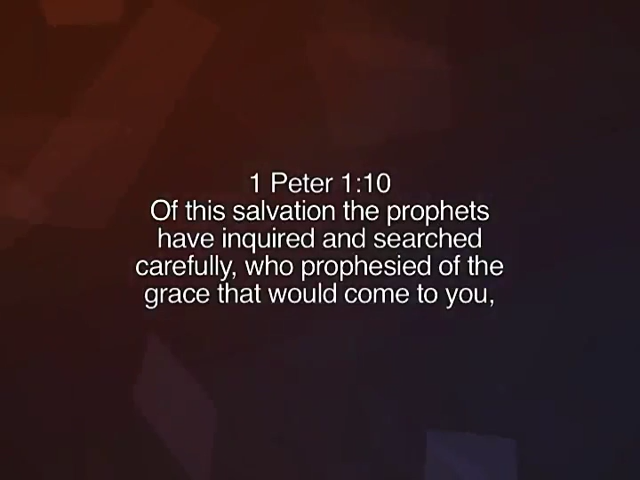 1 Peter 1:10
Of this salvation the prophets
have inquired and searched
carefully, who prophesied of the
grace that would come to you,